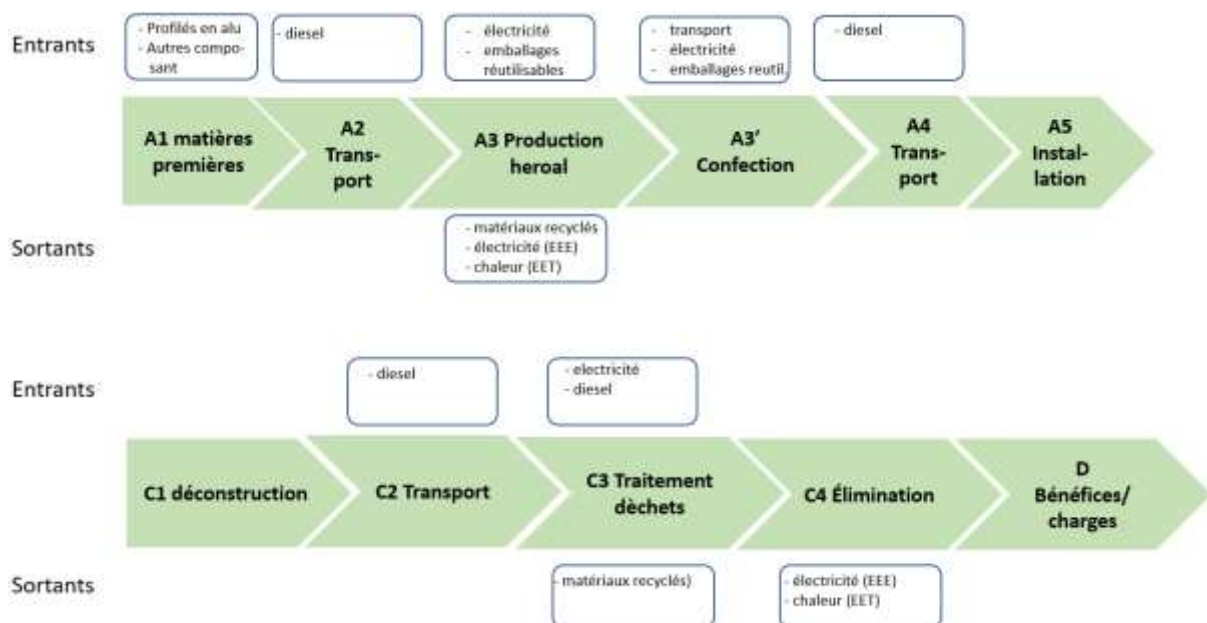 Entrants
- Profilés en alu
- Autres compo-
sant
- diesel
- électricité
- emballages
réutilisables
- transport
- électricité
- emballages reutil.
- diesel
A1 matières
premières
A2
Trans-
port
A3 Production
heroal
A3'
Confection
A4
Trans-
port
A5
Instal-
lation
Sortants
- matériaux recyclés
- électricité (EEE)
- chaleur (EET)
Entrants
- diesel
- electricité
- diesel
C1 déconstruction
C2 Transport
C3 Traitement
dèchets
C4 Élimination
D
Bénéfices/
charges
Sortants
- matériaux recyclés)
- électricité (EEE)
- chaleur (EET)